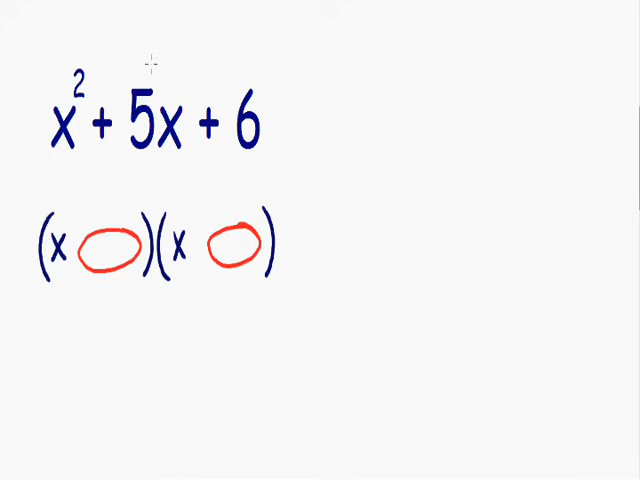 x² + 5x + 6
(x )(x )